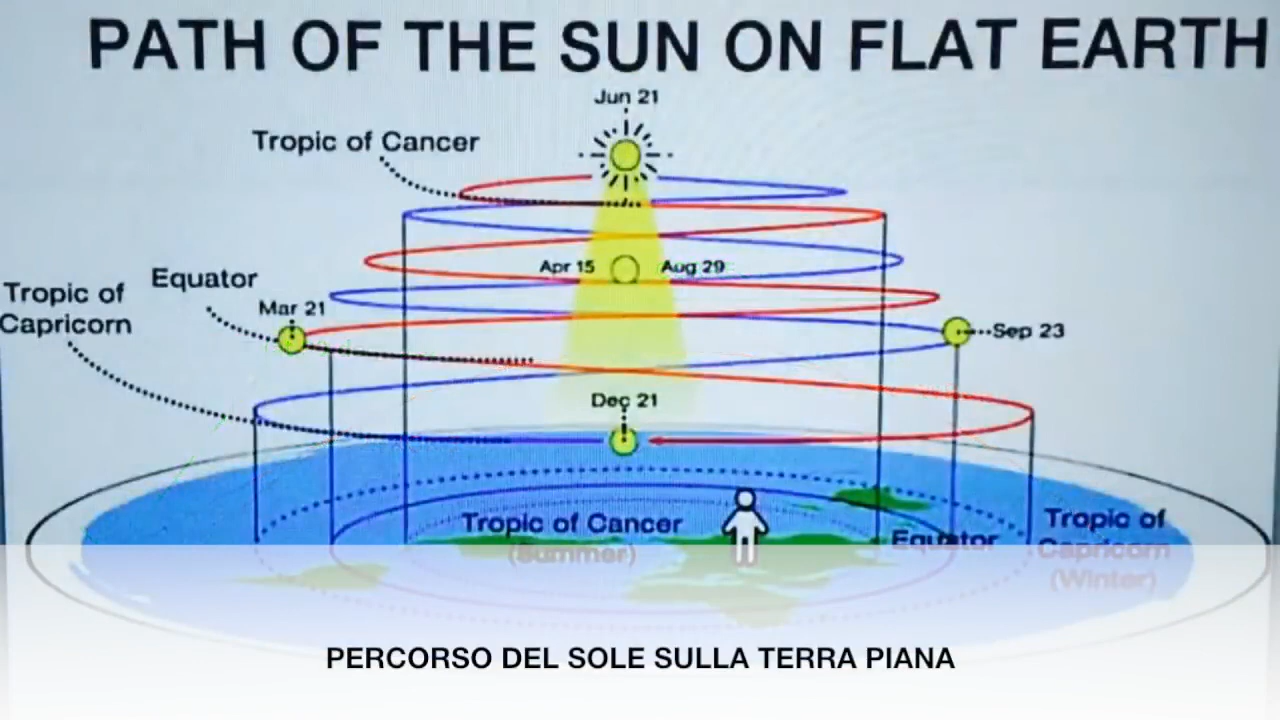 PATH OF THE SUN ON FLAT EARTH
Jun 21
Tropic of Cancer
Apr 15
Aug 29
Equator
Tropic of
Capricorn
Mar 21
Sep 23
Dec 21
Tropic of Cancer
(Summer)
Equator
Tropic of
Capricorn
(Winter)
PERCORSO DEL SOLE SULLA TERRA PIANA